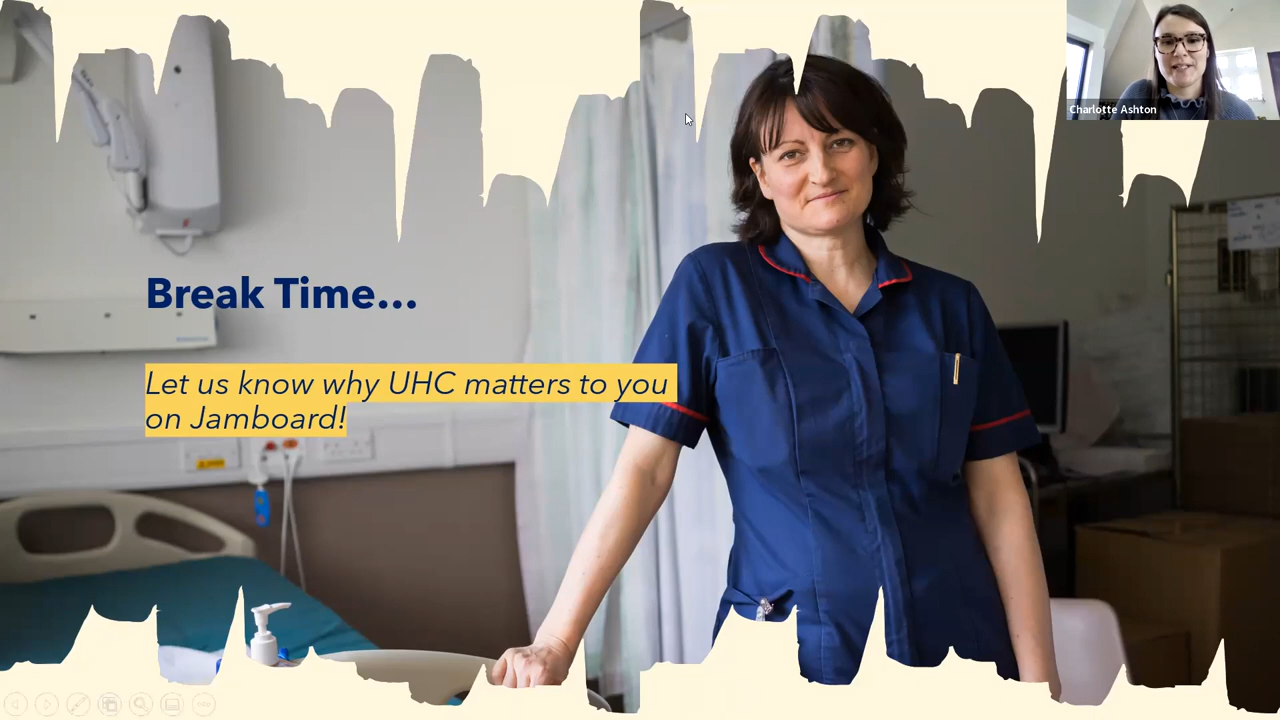 Charlotte Ashton
Break Time...
Let us know why UHC matters to you
on Jamboard!